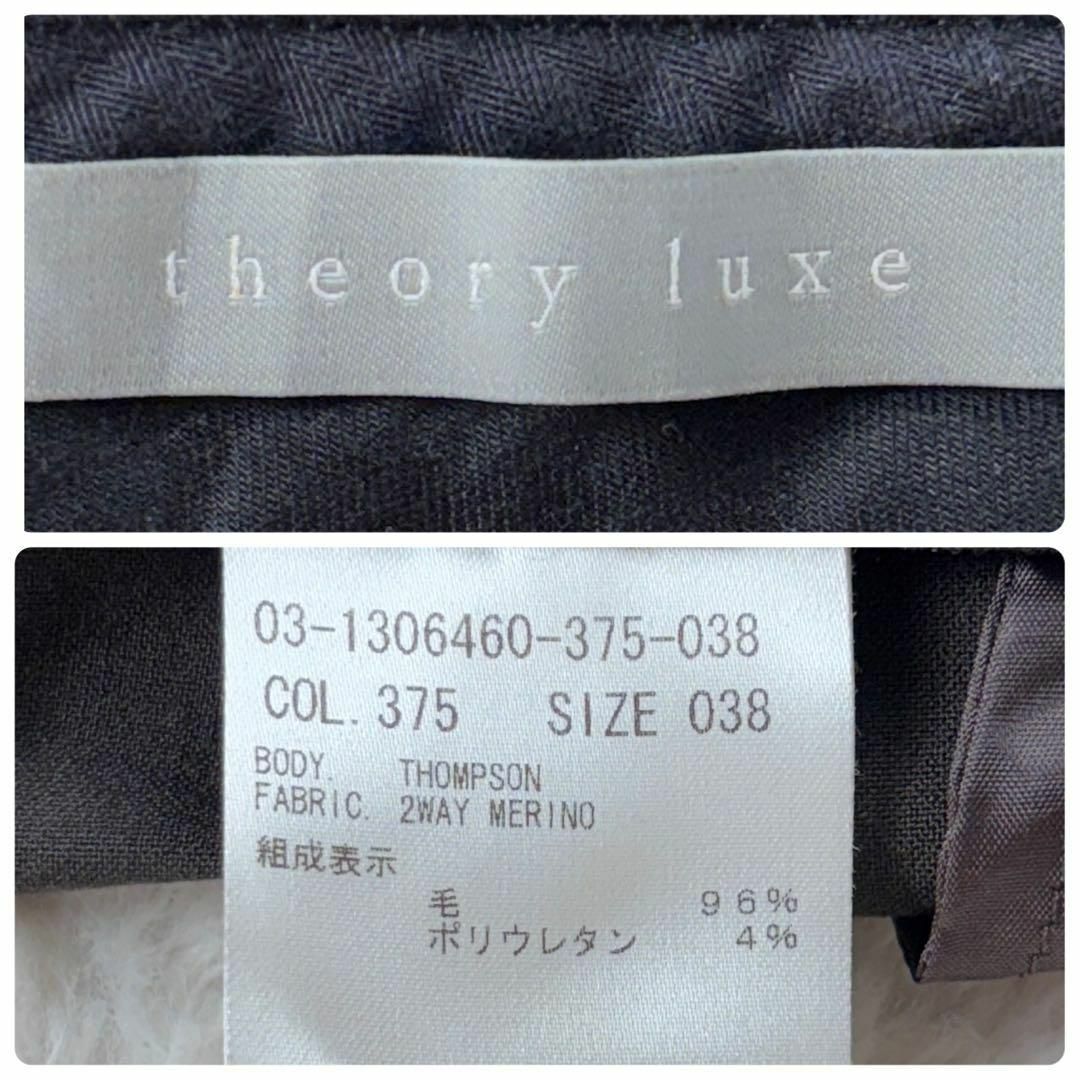 theory luxe
03-1306460-375-038
COL. 375 SIZE 038
BODY. THOMPSON
FABRIC. 2WAY MERINO
組成表示
毛 96%
ポリウレタン 4%